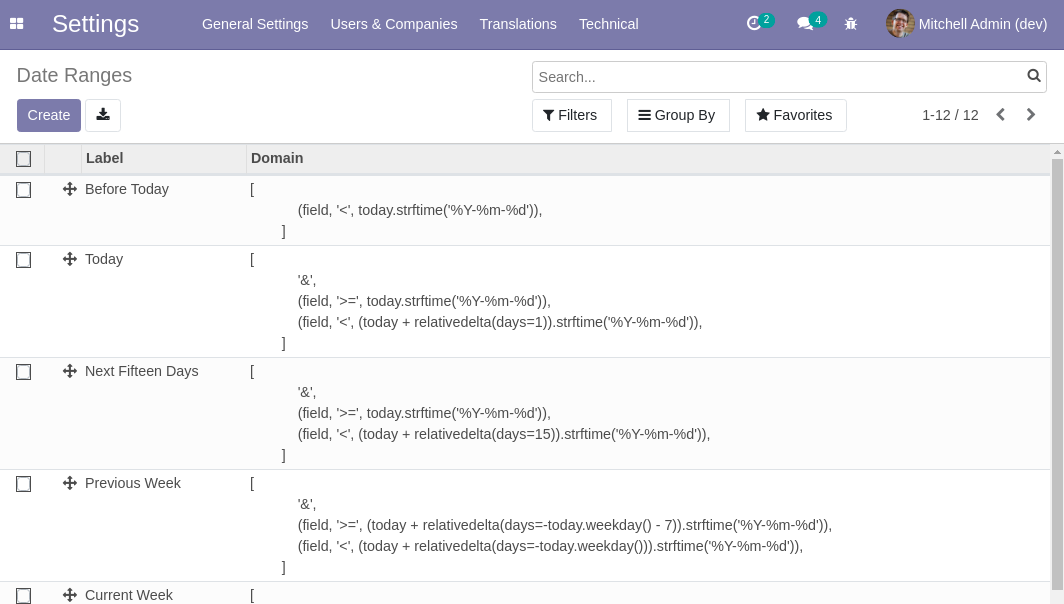 Settings
General Settings
Users & Companies
Translations
Technical
2
4
Mitchell Admin (dev)
Date Ranges
Search...
Create
Filters
Group By
Favorites
1-12 / 12
Label
Domain
Before Today
[
(field, '<', today.strftime('%Y-%m-%d')),
]
Today
[
'&',
(field, '>=', today.strftime('%Y-%m-%d')),
(field, '<', (today + relativedelta(days=1)).strftime('%Y-%m-%d')),
]
Next Fifteen Days
[
'&',
(field, '>=', today.strftime('%Y-%m-%d')),
(field, '<', (today + relativedelta(days=15)).strftime('%Y-%m-%d')),
]
Previous Week
[
'&',
(field, '>=', (today + relativedelta(days=-today.weekday() - 7)).strftime('%Y-%m-%d')),
(field, '<', (today + relativedelta(days=-today.weekday())).strftime('%Y-%m-%d')),
]
Current Week
[